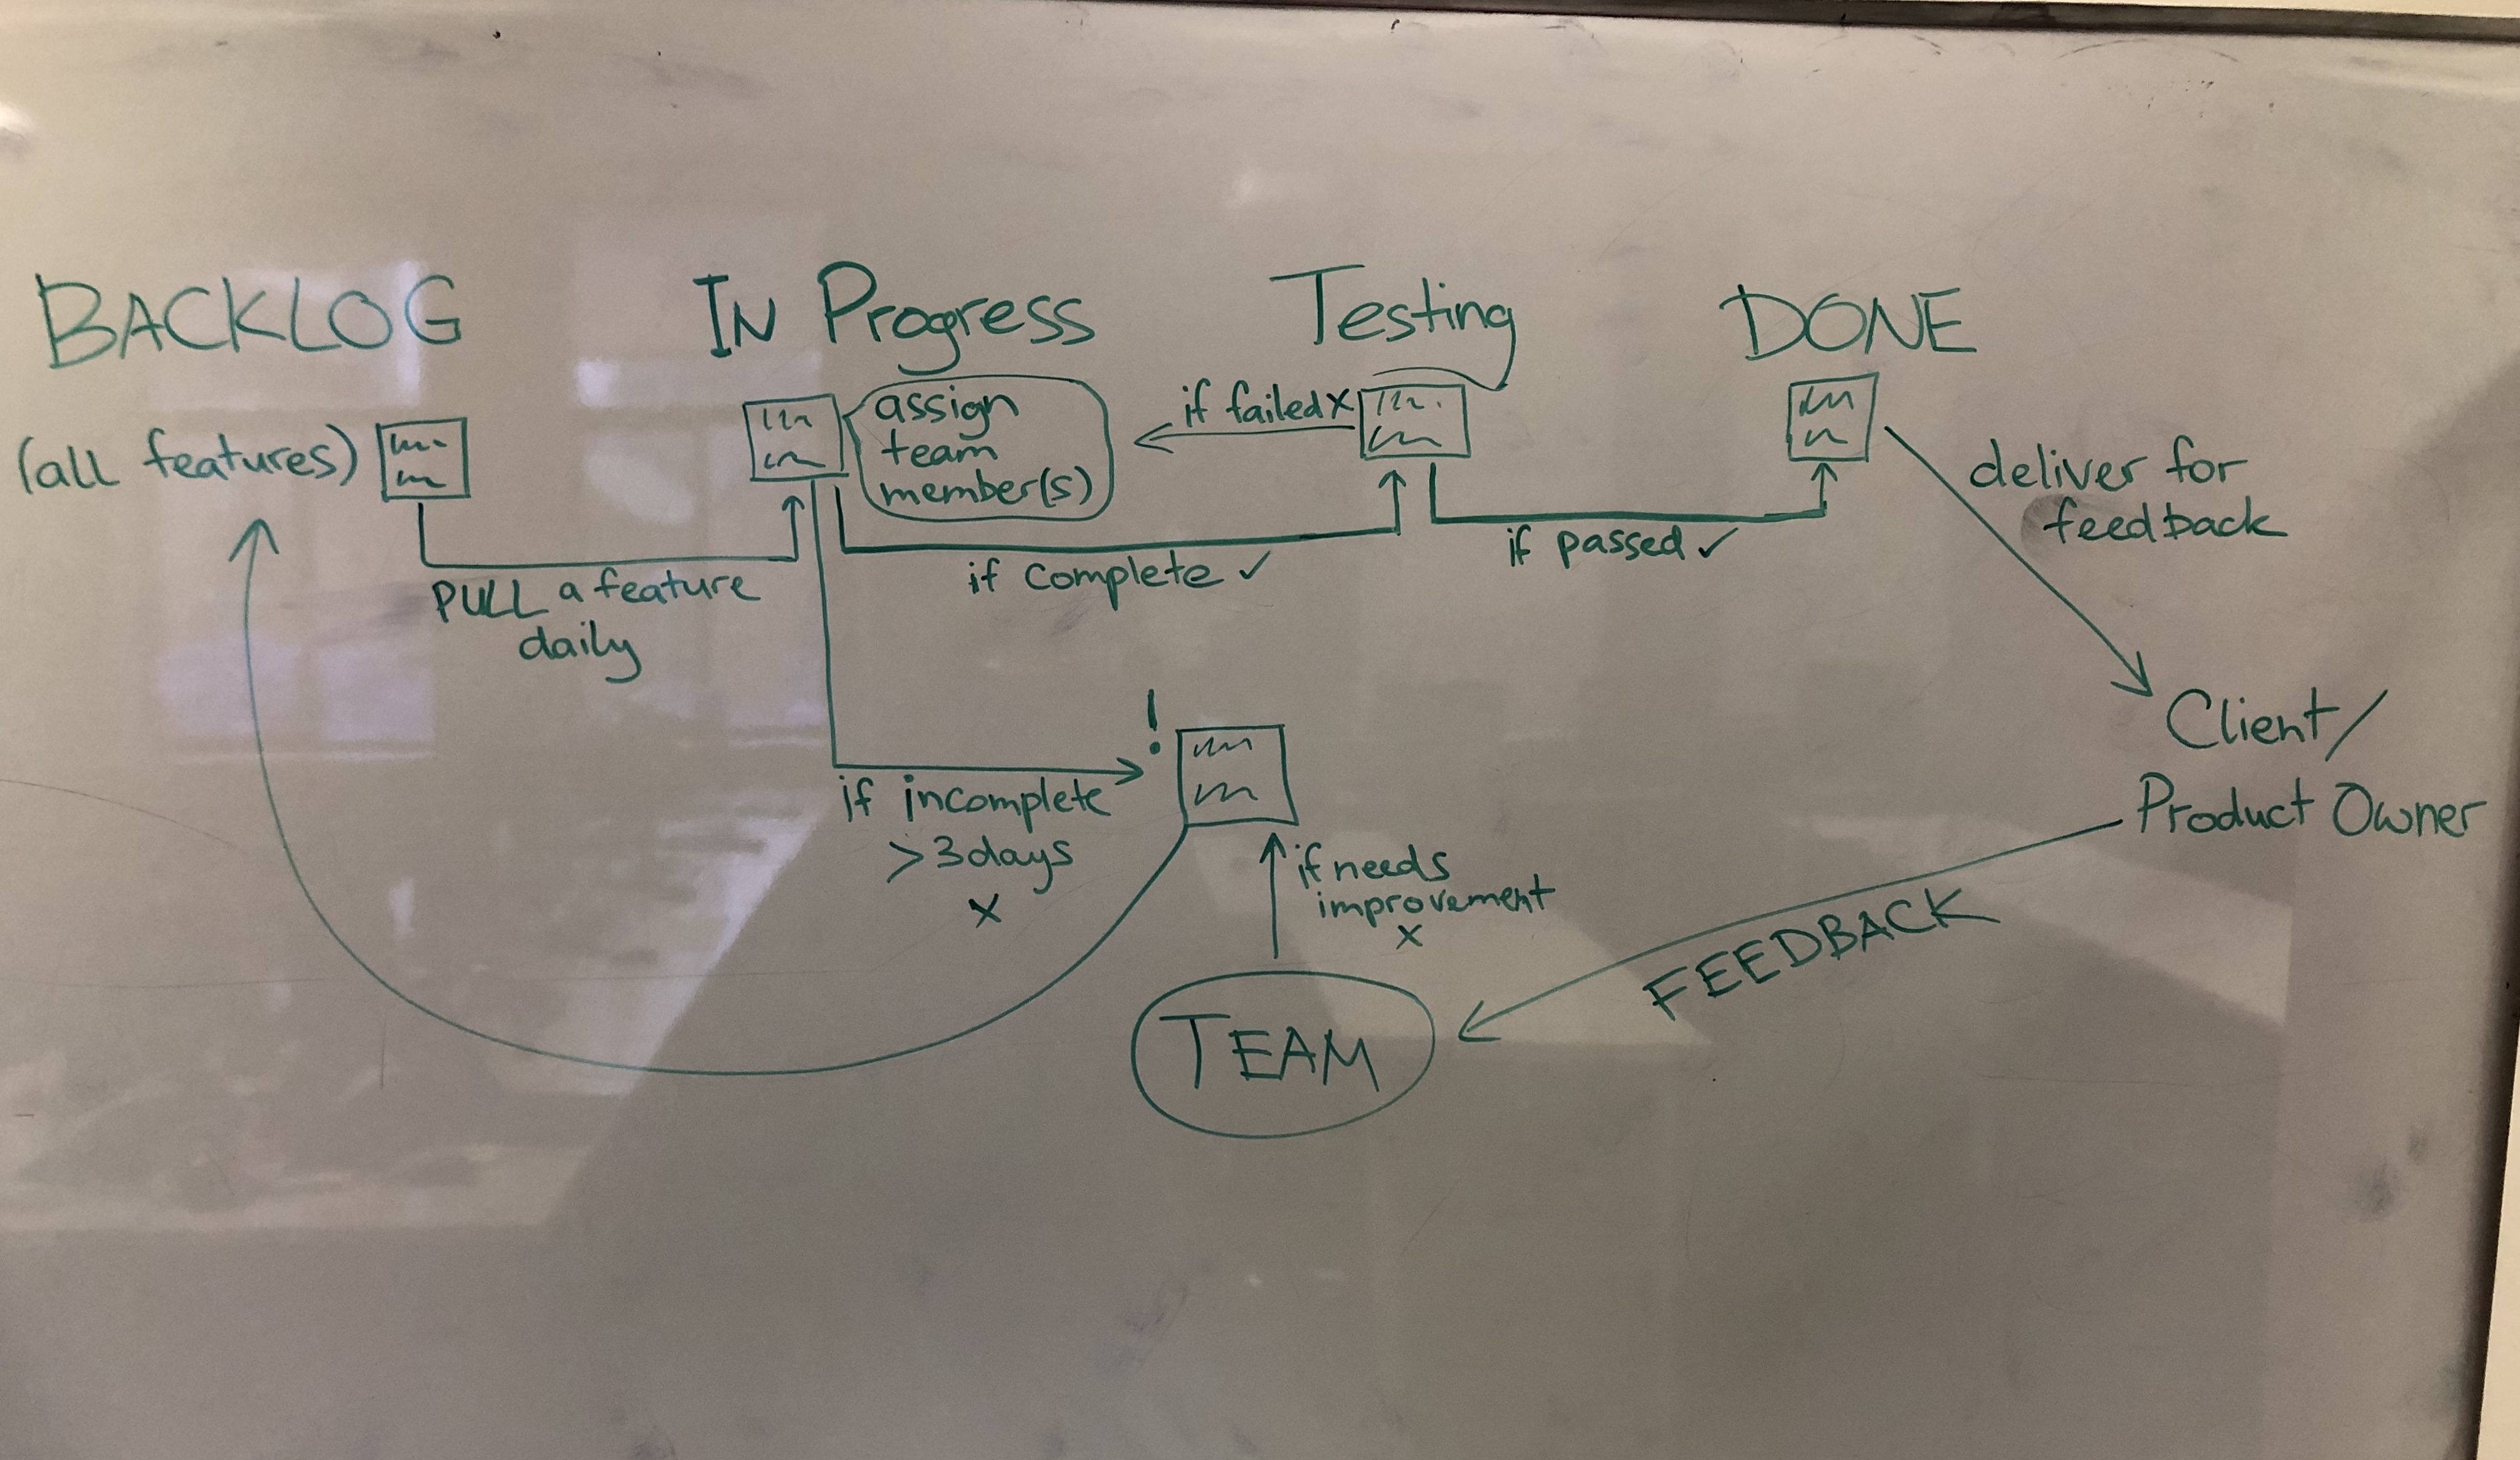 BACKLOG
(all features)
PULL a feature
daily
In Progress
assign
team
member(s)
if complete ✓
Testing
if failed x
if passed ✓
DONE
deliver for
feedback
Client/
Product Owner
FEEDBACK
TEAM
if needs
improvement
x
!
if incomplete
>3days
x